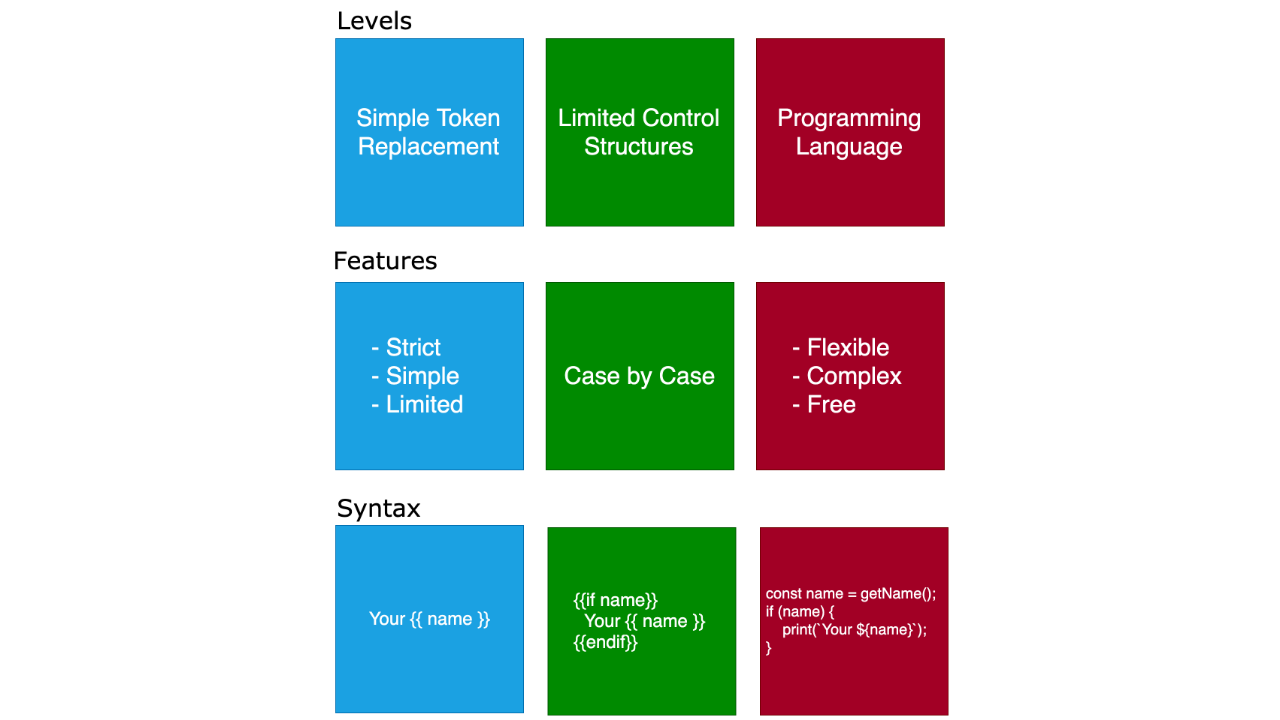 Levels
Simple Token
Replacement
Limited Control
Structures
Programming
Language
Features
- Strict
- Simple
- Limited
Case by Case
- Flexible
- Complex
- Free
Syntax
Your {{ name }}
{{if name}}
Your {{ name }}
{{endif}}
const name = getName();
if (name) {
print(`Your ${name}`);
}